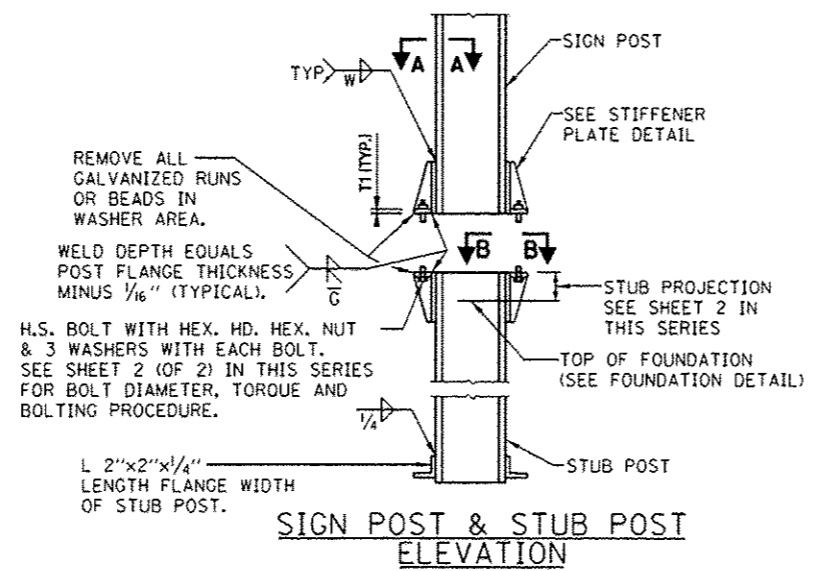 A A
SIGN POST
TYP
W
SEE STIFFENER
PLATE DETAIL
T1 (TYP.)
REMOVE ALL
GALVANIZED RUNS
OR BEADS IN
WASHER AREA.
B B
WELD DEPTH EQUALS
POST FLANGE THICKNESS
MINUS 1/16" (TYPICAL).
G
STUB PROJECTION
SEE SHEET 2 IN
THIS SERIES
H.S. BOLT WITH HEX. HD. HEX. NUT
& 3 WASHERS WITH EACH BOLT.
SEE SHEET 2 (OF 2) IN THIS SERIES
FOR BOLT DIAMETER, TORQUE AND
BOLTING PROCEDURE.
TOP OF FOUNDATION
(SEE FOUNDATION DETAIL)
1/4
L 2"x2"x1/4"
LENGTH FLANGE WIDTH
OF STUB POST.
STUB POST
SIGN POST & STUB POST
ELEVATION